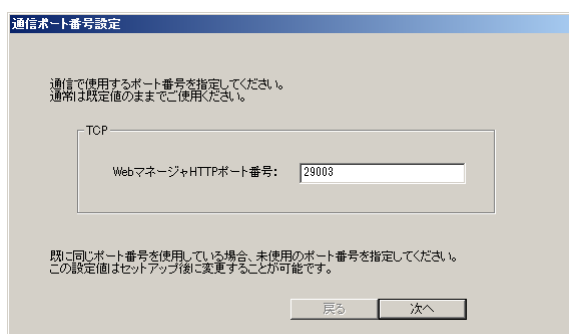 通信ポート番号設定
通信で使用するポート番号を指定してください。
通常は既定値のままでご使用ください。
TCP
WebマネージャHTTPポート番号:
29003
既に同じポート番号を使用している場合、未使用のポート番号を指定してください。
この設定値はセットアップ後に変更することが可能です。
戻る
次へ